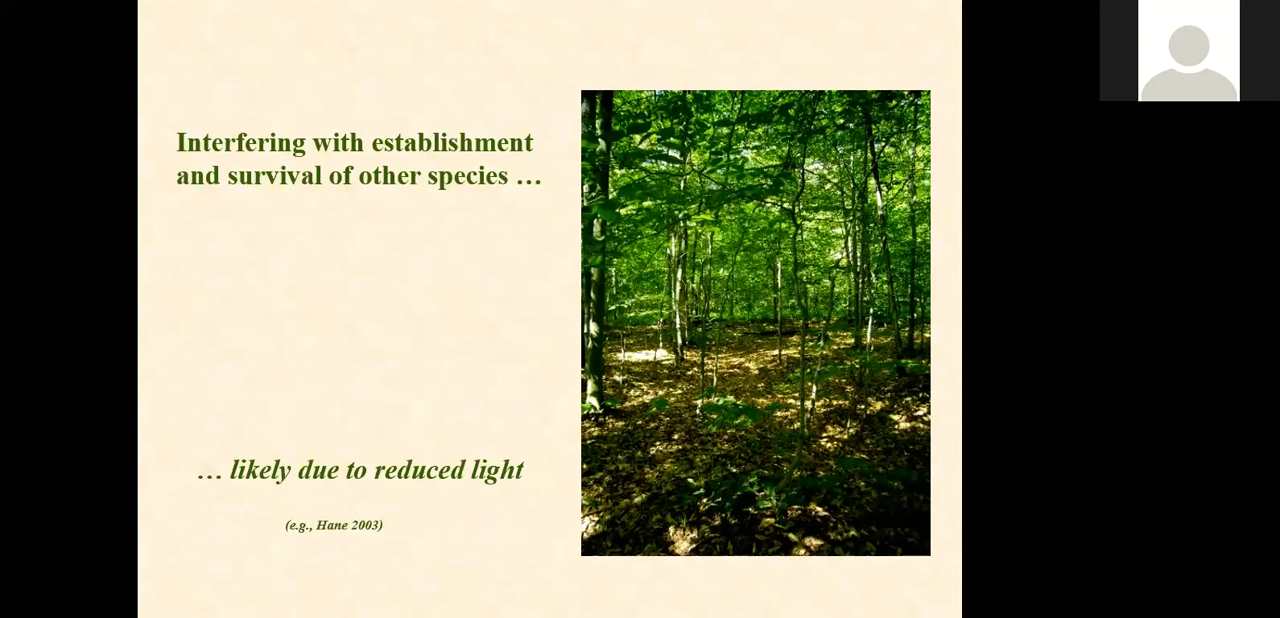 Interfering with establishment
and survival of other species …
… likely due to reduced light
(e.g., Hane 2003)